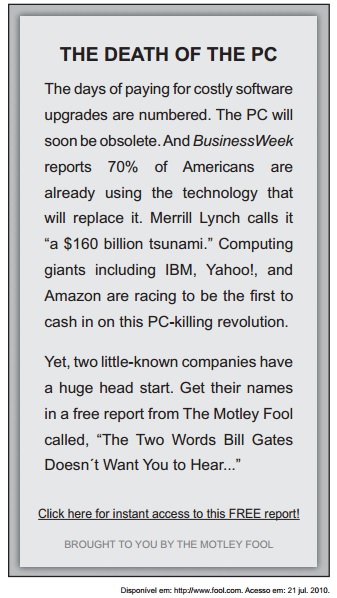 THE DEATH OF THE PC
The days of paying for costly software
upgrades are numbered. The PC will
soon be obsolete. And BusinessWeek
reports 70% of Americans are
already using the technology that
will replace it. Merrill Lynch calls it
“a $160 billion tsunami.” Computing
giants including IBM, Yahoo!, and
Amazon are racing to be the first to
cash in on this PC-killing revolution.
Yet, two little-known companies have
a huge head start. Get their names
in a free report from The Motley Fool
called, “The Two Words Bill Gates
Doesn´t Want You to Hear...”
Click here for instant access to this FREE report!
BROUGHT TO YOU BY THE MOTLEY FOOL
Disponível em: http://www.fool.com. Acesso em: 21 jul. 2010.